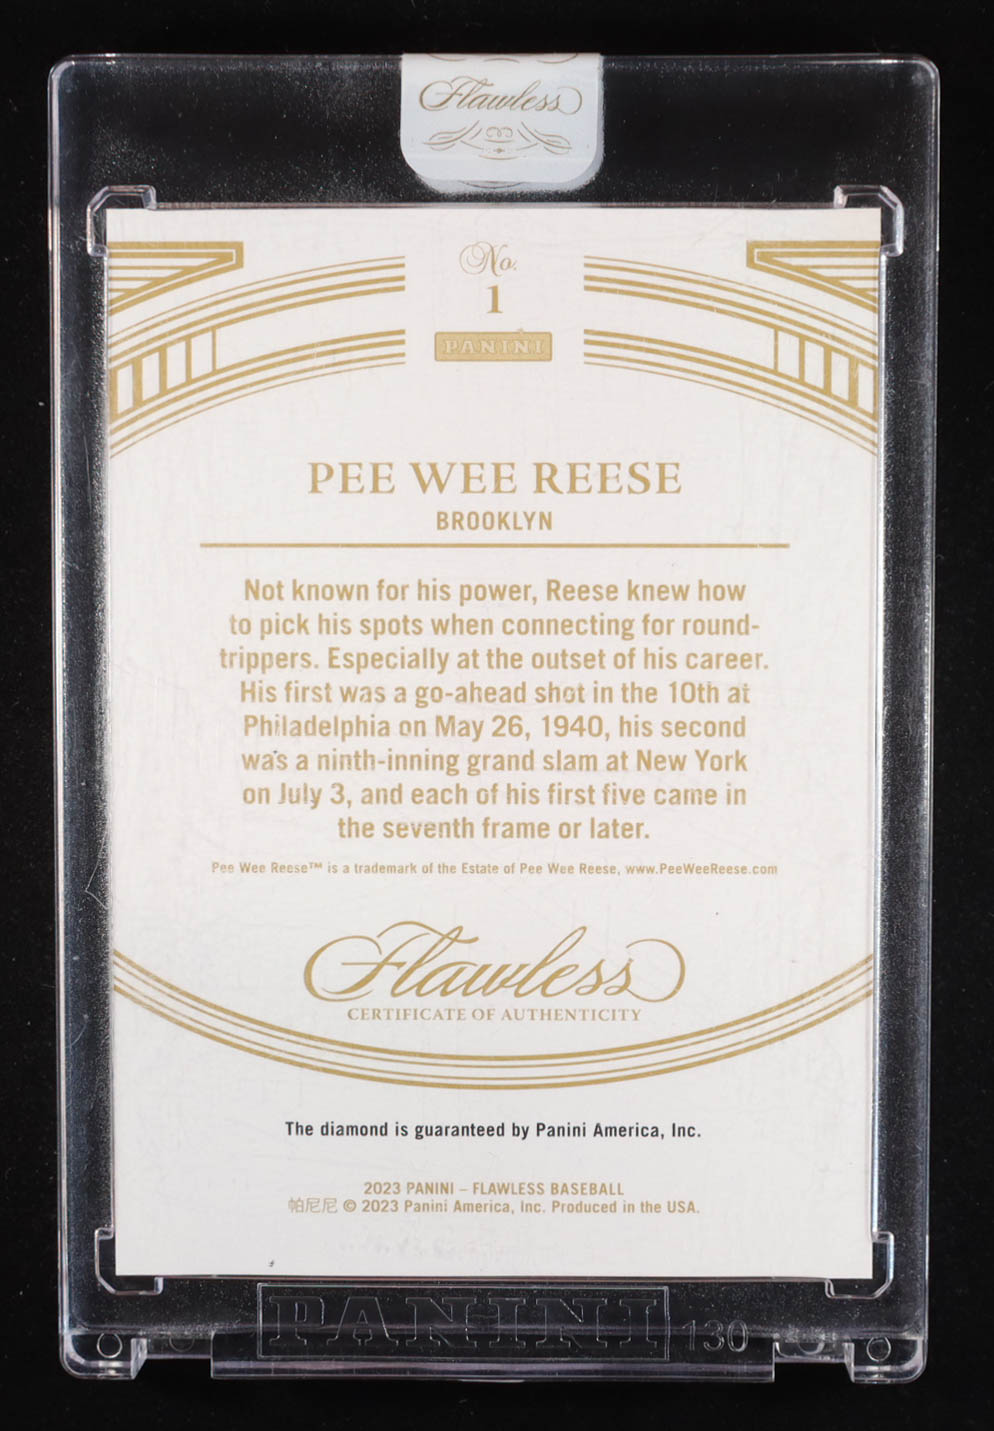 Flawless
No.
1
PANINI
PEE WEE REESE
BROOKLYN
Not known for his power, Reese knew how
to pick his spots when connecting for round-
trippers. Especially at the outset of his career.
His first was a go-ahead shot in the 10th at
Philadelphia on May 26, 1940, his second
was a ninth-inning grand slam at New York
on July 3, and each of his first five came in
the seventh frame or later.
Pee Wee Reese™ is a trademark of the Estate of Pee Wee Reese, www.PeeWeeReese.com
Flawless
CERTIFICATE OF AUTHENTICITY
The diamond is guaranteed by Panini America, Inc.
2023 PANINI – FLAWLESS BASEBALL
帕尼尼 © 2023 Panini America, Inc. Produced in the USA.
PANINI 130